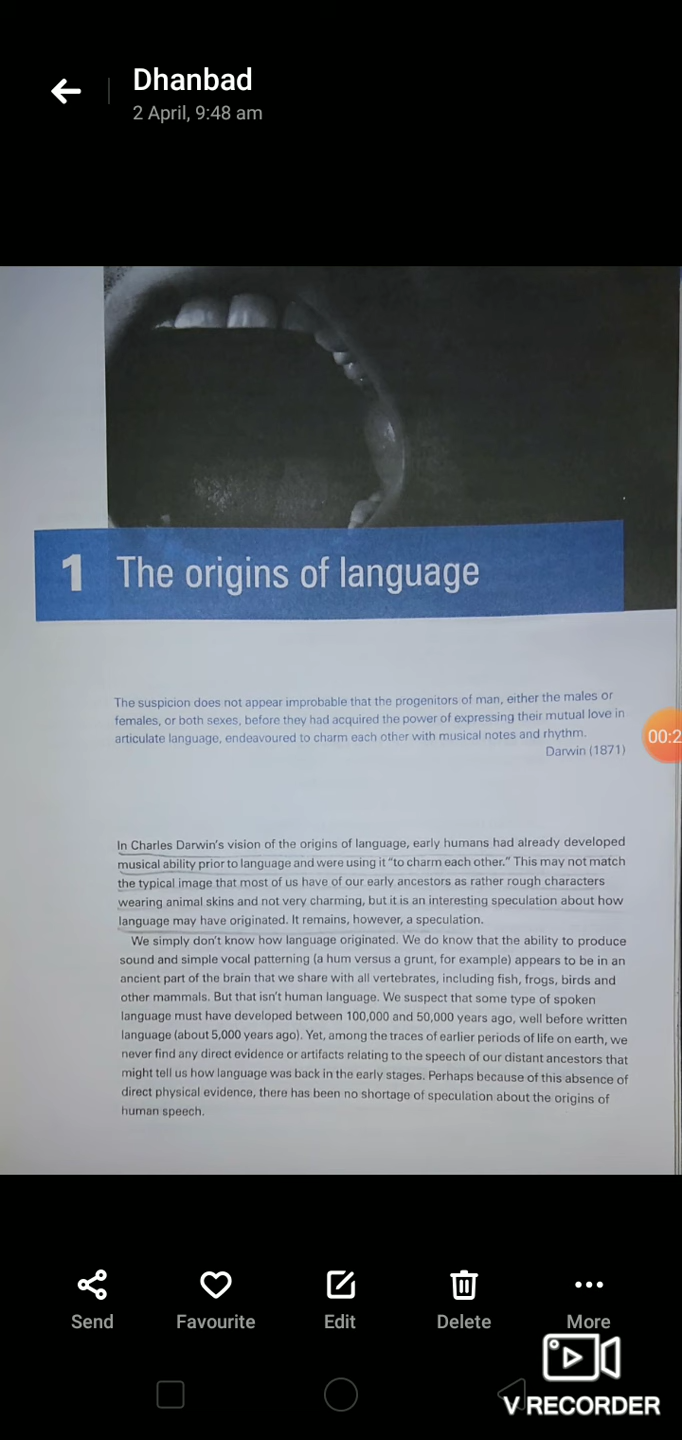 Dhanbad
2 April, 9:48 am
1 The origins of language
The suspicion does not appear improbable that the progenitors of man, either the males or
females, or both sexes, before they had acquired the power of expressing their mutual love in
articulate language, endeavoured to charm each other with musical notes and rhythm.
Darwin (1871)
00:2
In Charles Darwin's vision of the origins of language, early humans had already developed
musical ability prior to language and were using it "to charm each other." This may not match
the typical image that most of us have of our early ancestors as rather rough characters
wearing animal skins and not very charming, but it is an interesting speculation about how
language may have originated. It remains, however, a speculation.
We simply don't know how language originated. We do know that the ability to produce
sound and simple vocal patterning (a hum versus a grunt, for example) appears to be in an
ancient part of the brain that we share with all vertebrates, including fish, frogs, birds and
other mammals. But that isn't human language. We suspect that some type of spoken
language must have developed between 100,000 and 50,000 years ago, well before written
language (about 5,000 years ago). Yet, among the traces of earlier periods of life on earth, we
never find any direct evidence or artifacts relating to the speech of our distant ancestors that
might tell us how language was back in the early stages. Perhaps because of this absence of
direct physical evidence, there has been no shortage of speculation about the origins of
human speech.
Send Favourite Edit Delete More
V RECORDER